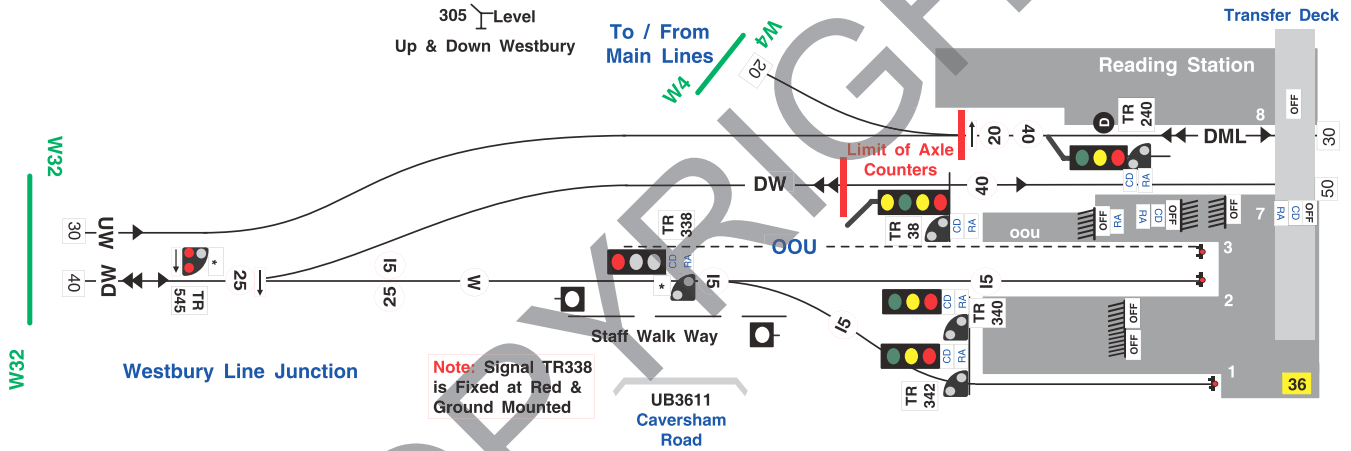 305 Level
Up & Down Westbury
To / From
Main Lines
W4
W4
20
Transfer Deck
Reading Station
OFF
8
30
TR
240
D
DML
20
40
Limit of Axle
Counters
CD
RA
W32
W32
30
UW
40
DW
*
TR
545
25
15
25
W
DW
40
50
TR
38
CD
RA
oou
OFF
RA
CD
RA
OFF
7
RA
CD
OFF
TR
338
CD
RA
*
OOU
3
15
15
15
2
CD
RA
TR
340
OFF
OFF
CD
RA
TR
342
1
36
Staff Walk Way
Westbury Line Junction
Note: Signal TR338
is Fixed at Red &
Ground Mounted
UB3611
Caversham
Road
COPYRIGHT